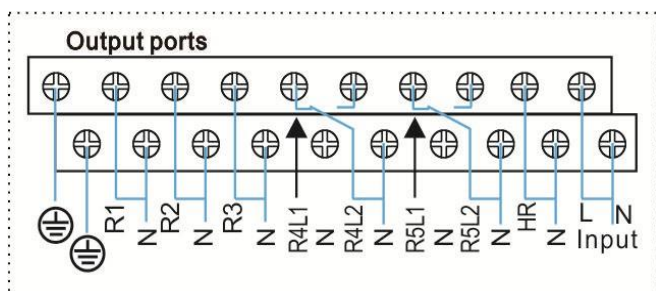 Output ports
R1
N
R2
N
R3
N
R4L1
N
R4L2
N
R5L1
N
R5L2
N
HR
N
L N
Input